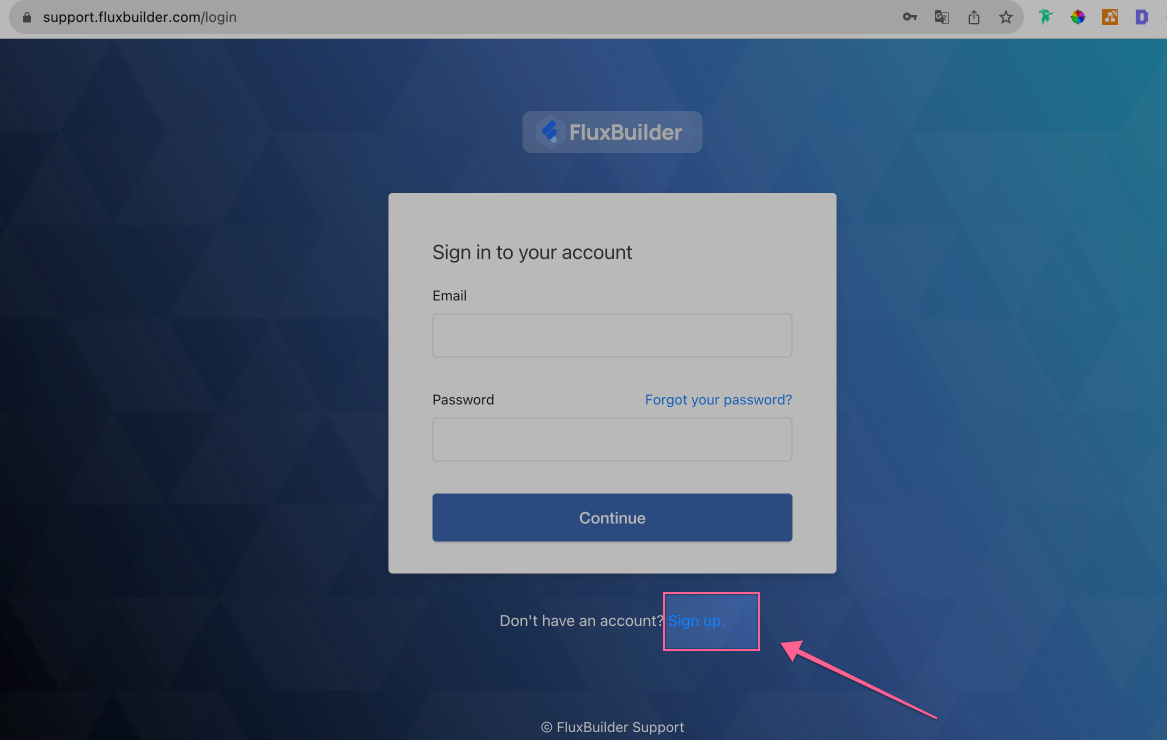 support.fluxbuilder.com/login
FluxBuilder
Sign in to your account
Email
Password Forgot your password?
Continue
Don't have an account? Sign up.
© FluxBuilder Support